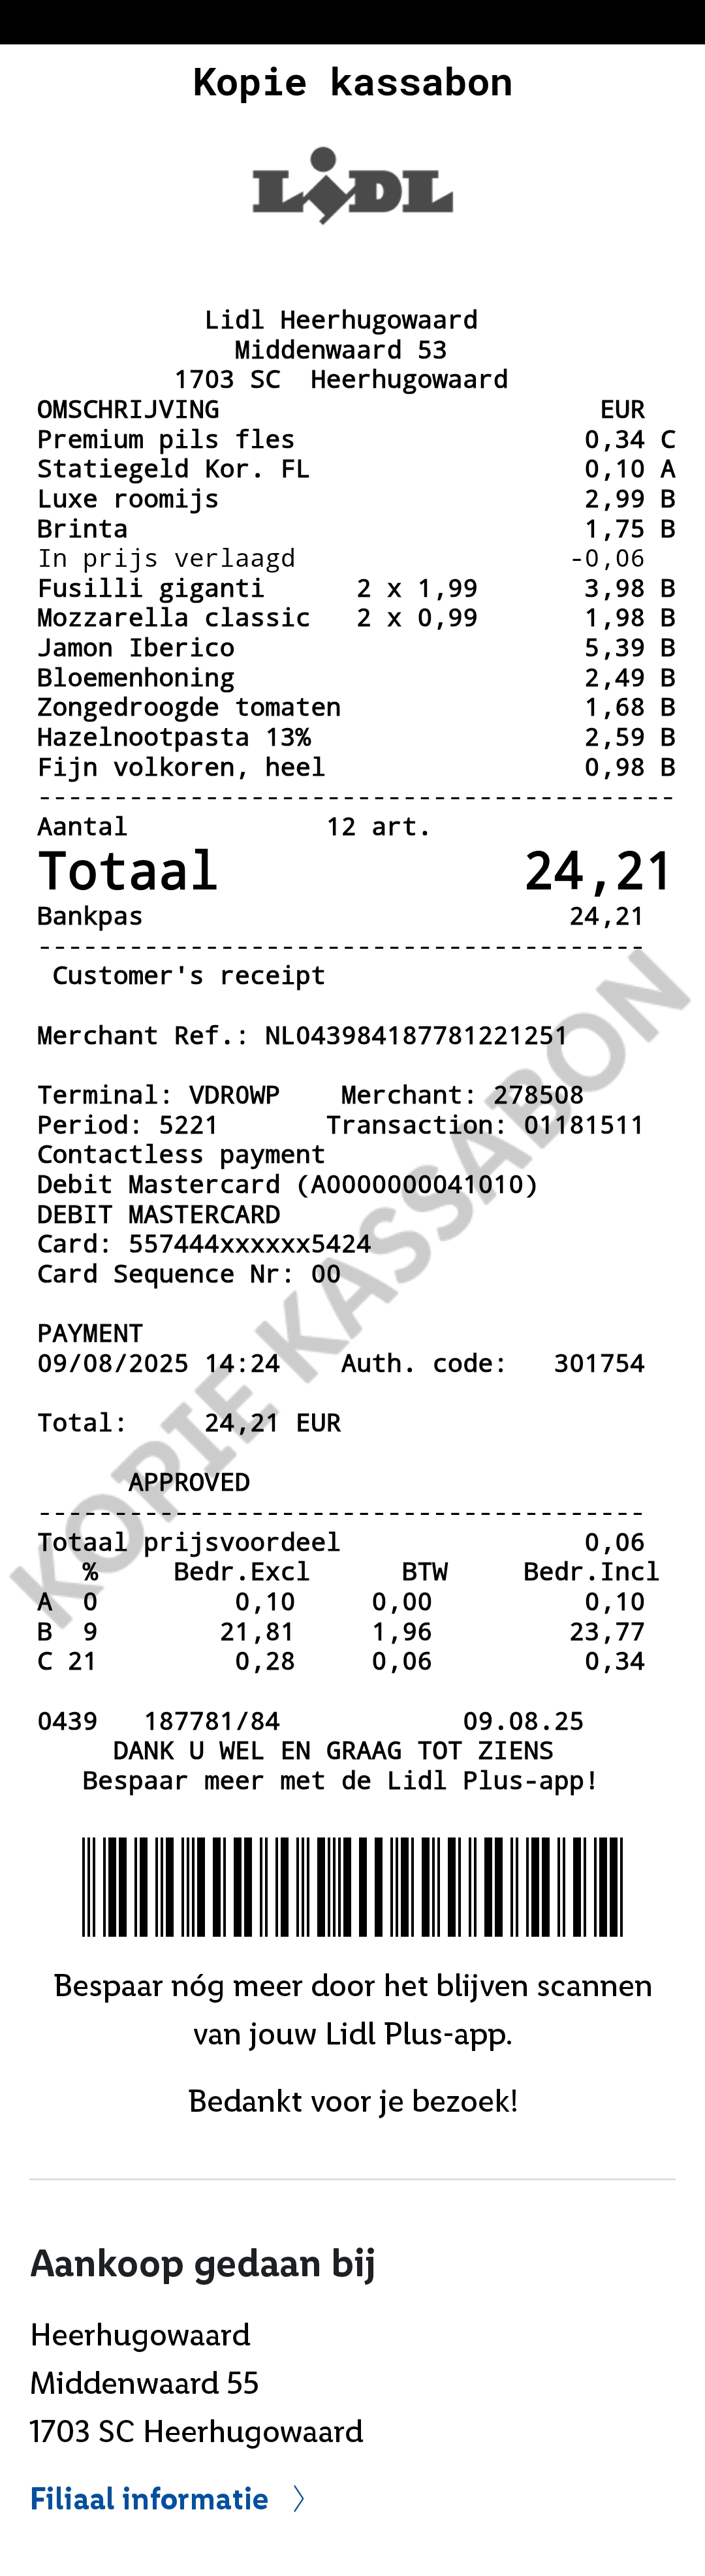 Kopie kassabon
LIDL
Lidl Heerhugowaard
Middenwaard 53
1703 SC  Heerhugowaard
OMSCHRIJVING EUR
Premium pils fles 0,34 C
Statiegeld Kor. FL 0,10 A
Luxe roomijs 2,99 B
Brinta 1,75 B
In prijs verlaagd -0,06
Fusilli giganti 2 x 1,99 3,98 B
Mozzarella classic 2 x 0,99 1,98 B
Jamon Iberico 5,39 B
Bloemenhoning 2,49 B
Zongedroogde tomaten 1,68 B
Hazelnootpasta 13% 2,59 B
Fijn volkoren, heel 0,98 B
------------------------------------------
Aantal 12 art.
Totaal 24,21
Bankpas 24,21
----------------------------------------
Customer's receipt
Merchant Ref.: NL043984187781221251
Terminal: VDR0WP Merchant: 278508
Period: 5221 Transaction: 01181511
Contactless payment
Debit Mastercard (A0000000041010)
DEBIT MASTERCARD
Card: 557444xxxxxx5424
Card Sequence Nr: 00
PAYMENT
09/08/2025 14:24 Auth. code: 301754
Total: 24,21 EUR
APPROVED
----------------------------------------
Totaal prijsvoordeel 0,06
% Bedr.Excl BTW Bedr.Incl
A 0 0,10 0,00 0,10
B 9 21,81 1,96 23,77
C 21 0,28 0,06 0,34
0439 187781/84 09.08.25
DANK U WEL EN GRAAG TOT ZIENS
Bespaar meer met de Lidl Plus-app!
KOPIE KASSABON
Bespaar nóg meer door het blijven scannen
van jouw Lidl Plus-app.
Bedankt voor je bezoek!
Aankoop gedaan bij
Heerhugowaard
Middenwaard 55
1703 SC Heerhugowaard
Filiaal informatie